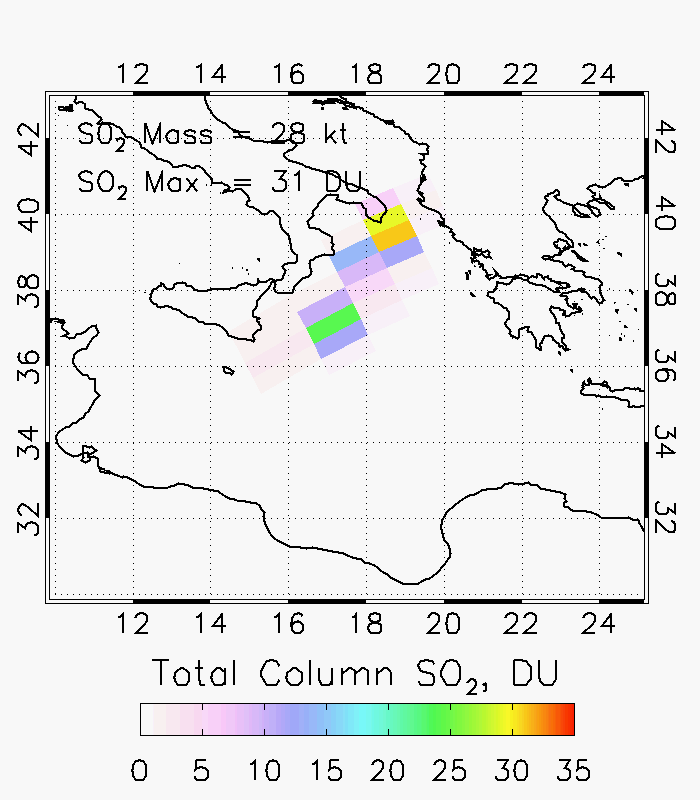 12 14 16 18 20 22 24
SO2 Mass = 28 kt
SO2 Max = 31 DU
42 42
40 40
38 38
36 36
34 34
32 32
12 14 16 18 20 22 24
Total Column SO2, DU
0 5 10 15 20 25 30 35